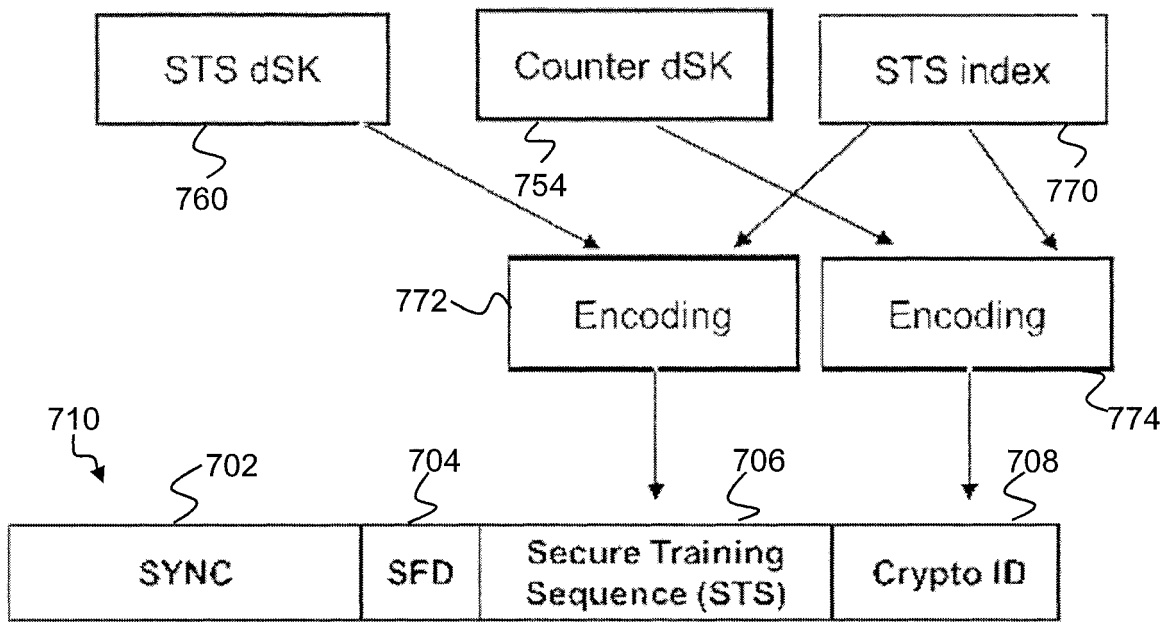 STS dSK
Counter dSK
STS index
760
754
770
772
Encoding
Encoding
774
710
702
704
706
708
SYNC
SFD
Secure Training
Sequence (STS)
Crypto ID